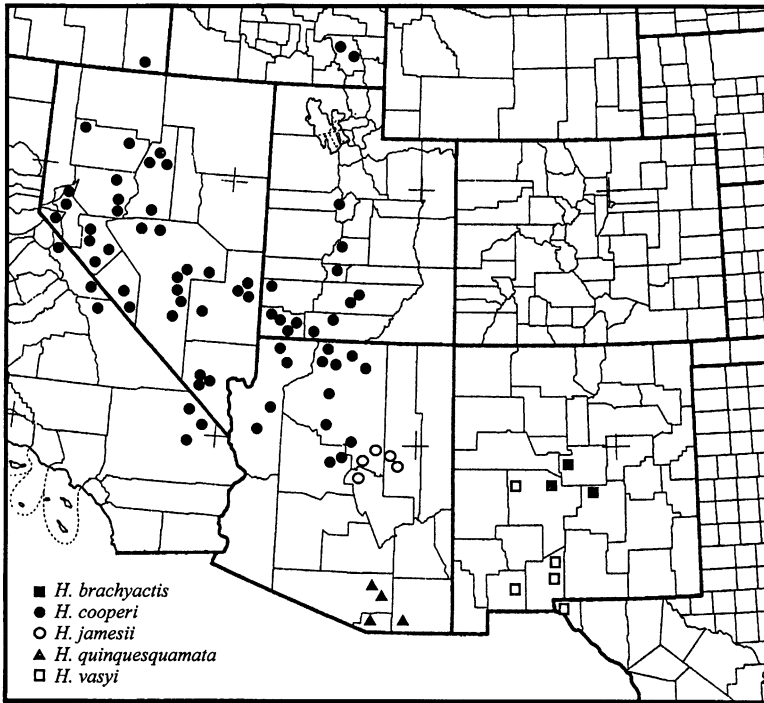 H. brachyactis
H. cooperi
H. jamesii
H. quinquesquamata
H. vasyi